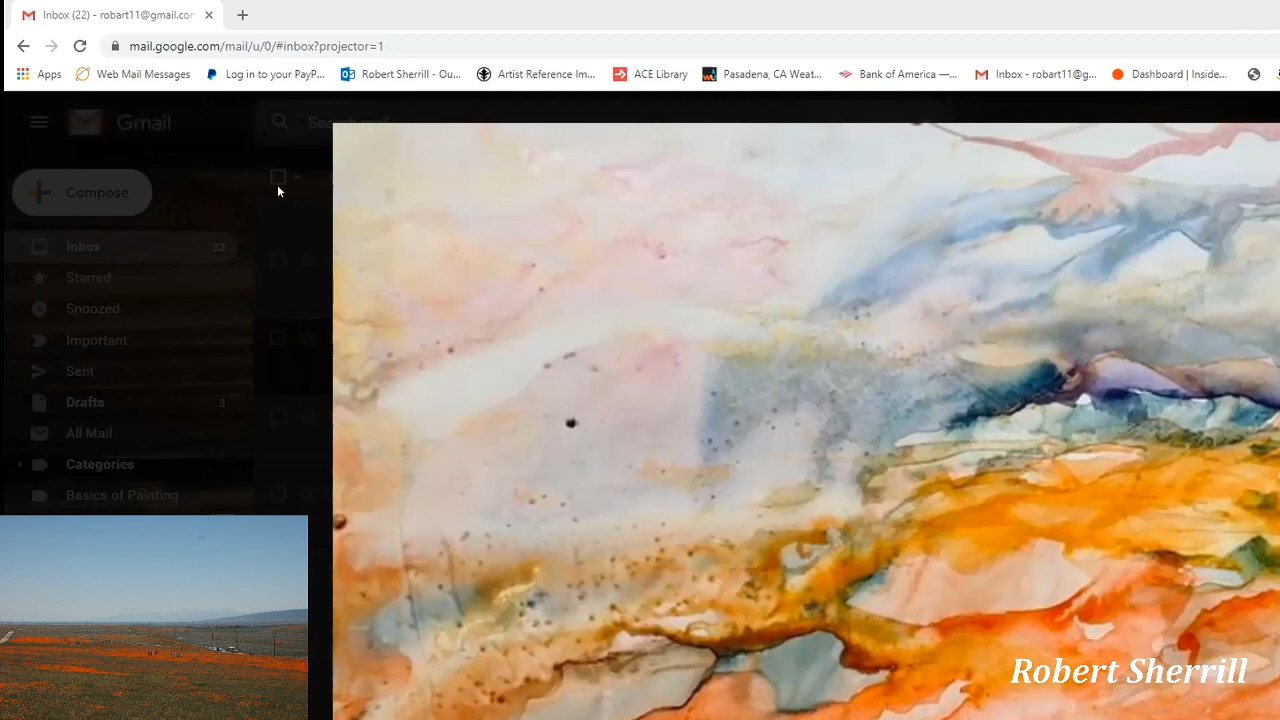 Inbox (22) - robart11@gmail.cor
mail.google.com/mail/u/0/#inbox?projector=1
Apps Web Mail Messages Log in to your PayP... Robert Sherrill - Ou... Artist Reference Im... ACE Library Pasadena, CA Weat... Bank of America —... Inbox - robart11@g... Dashboard | Inside...
Gmail Search mail
Compose
Inbox 22
Starred
Snoozed
Important
Sent
Drafts 3
All Mail
Categories
Basics of Painting
Robert Sherrill